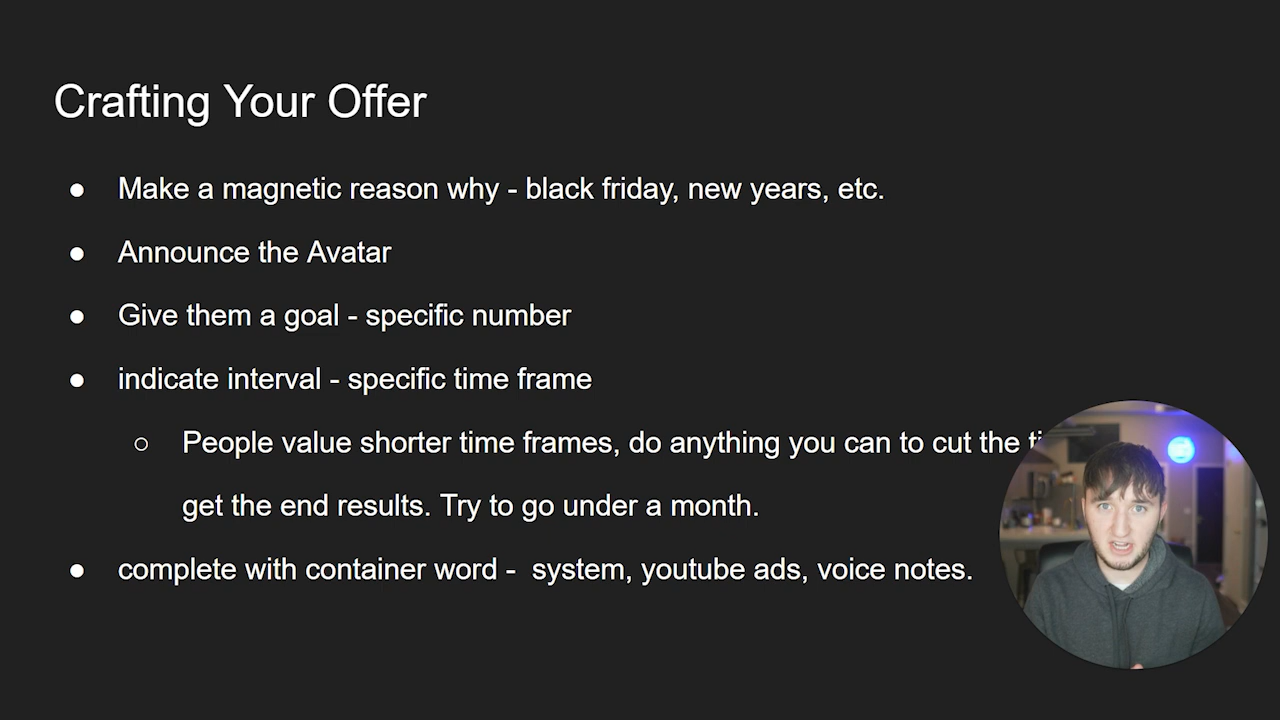 Crafting Your Offer
● Make a magnetic reason why - black friday, new years, etc.
● Announce the Avatar
● Give them a goal - specific number
● indicate interval - specific time frame
○ People value shorter time frames, do anything you can to cut the
get the end results. Try to go under a month.
● complete with container word -  system, youtube ads, voice notes.